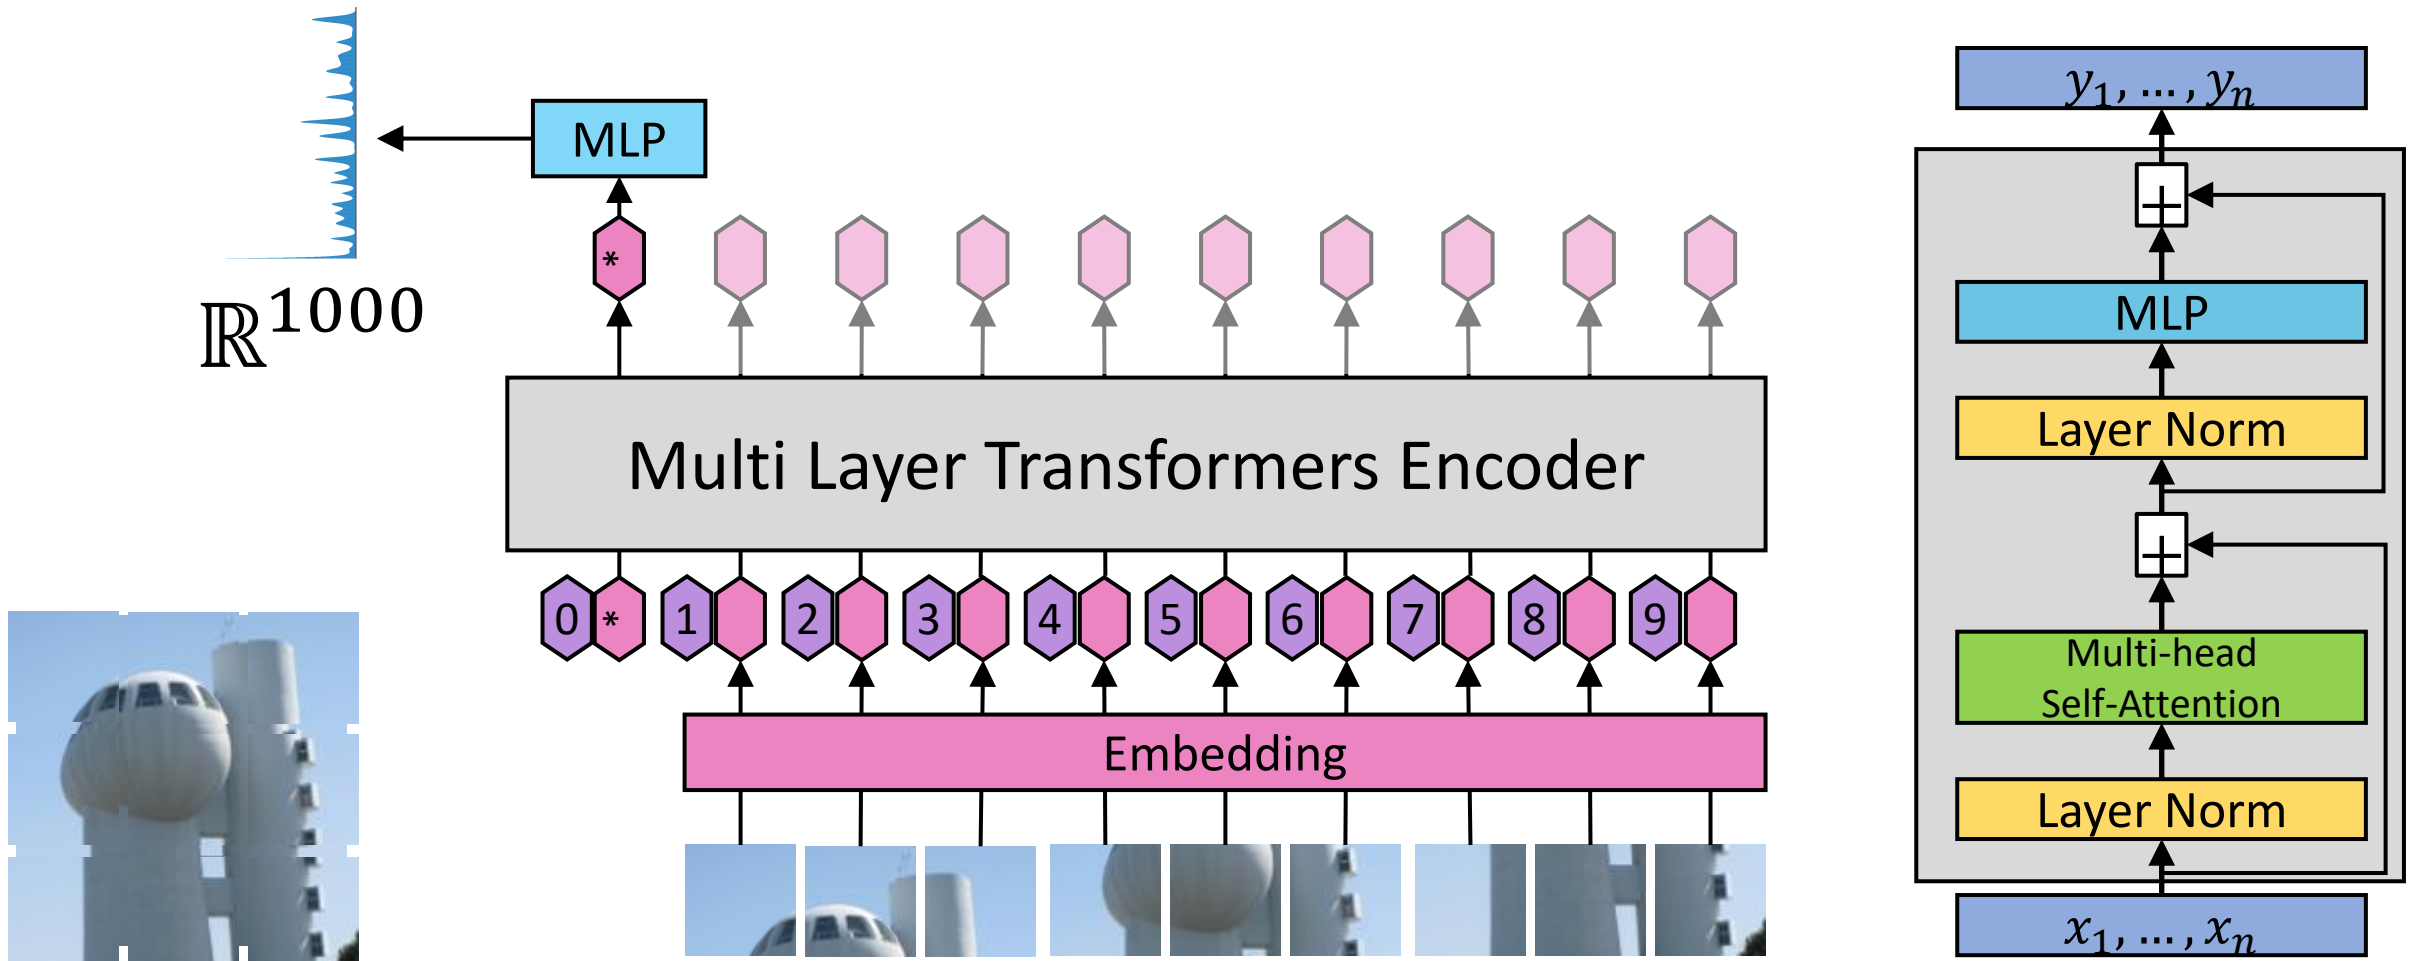 MLP
*
ℝ^1000
Multi Layer Transformers Encoder
0 * 1 2 3 4 5 6 7 8 9
Embedding
y₁, … , yₙ
+
MLP
Layer Norm
+
Multi-head
Self-Attention
Layer Norm
x₁, … , xₙ